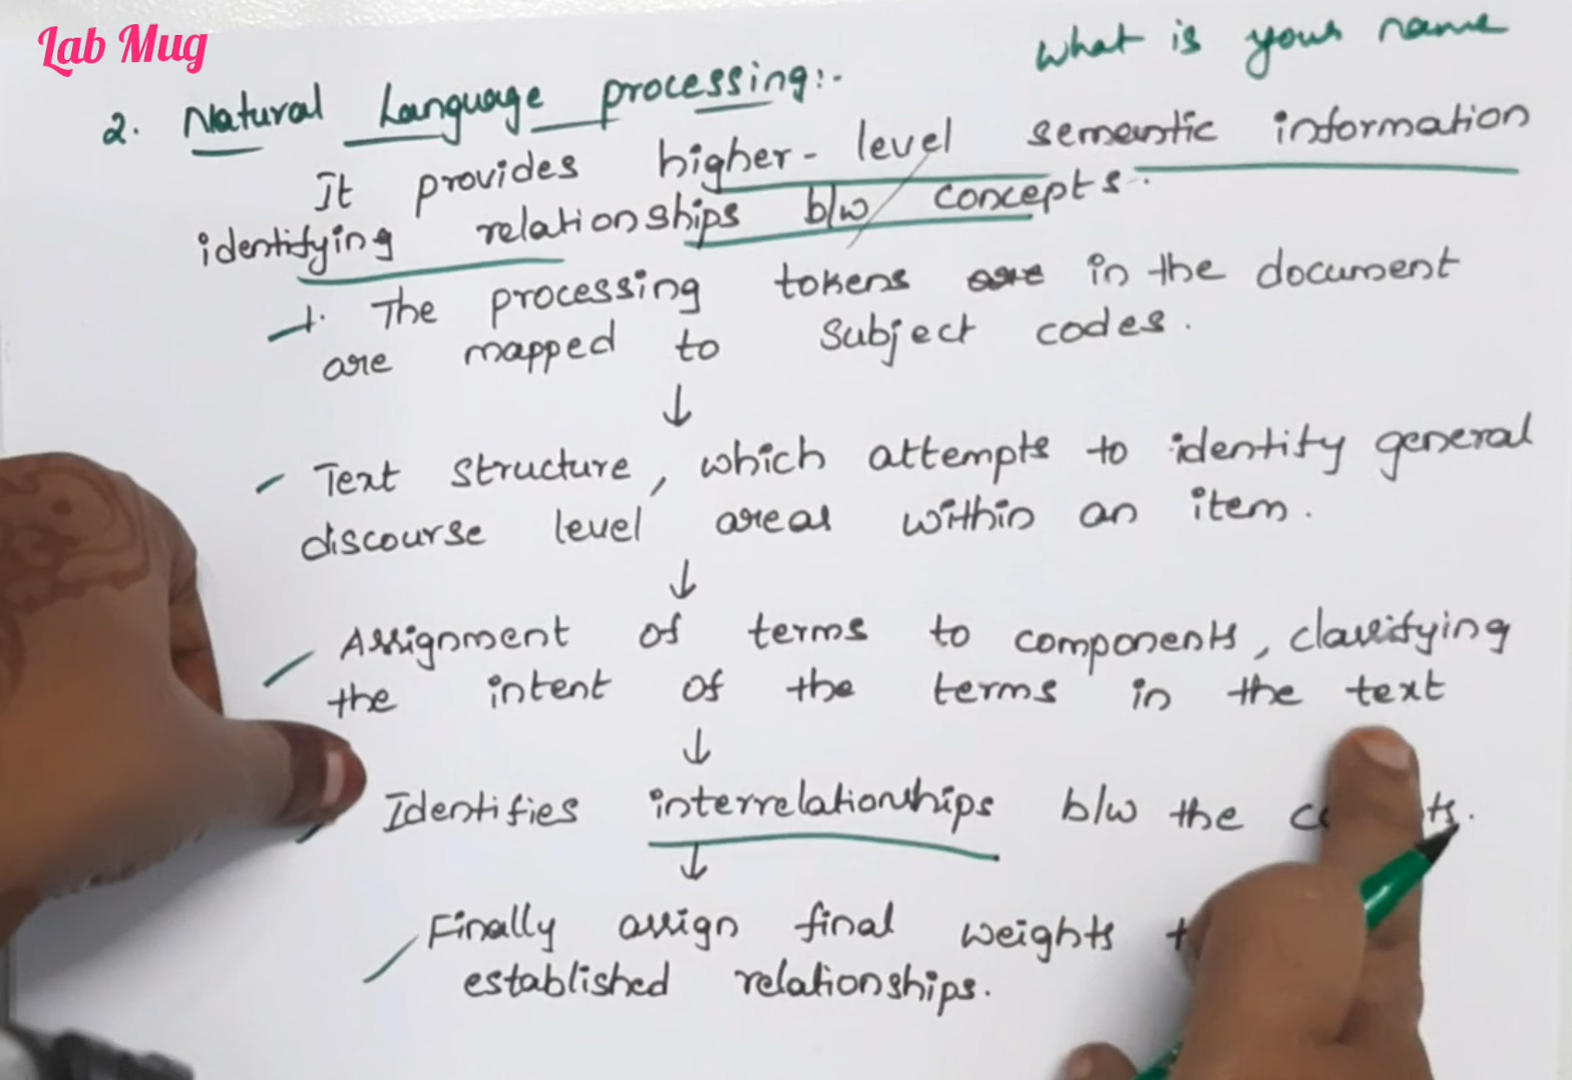 Lab Mug
what is your name
2. Natural Language processing:-
It provides higher-level semantic information
identifying relationships b/w concepts.
1. The processing tokens in the document
are mapped to Subject codes.
↓
Text structure, which attempts to identify general
discourse level areas within an item.
↓
Assignment of terms to components, classifying
the intent of the terms in the text
↓
Identifies interrelationships b/w the
↓
Finally assign final weights
established relationships.